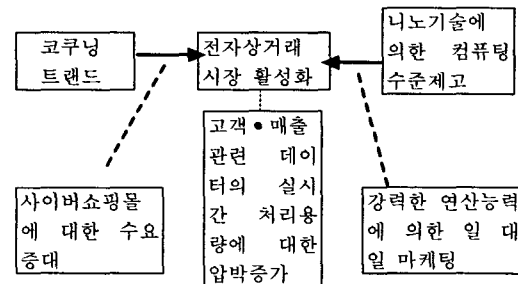 코쿠닝
트랜드
전자상거래
시장 활성화
니노기술에
의한 컴퓨팅
수준제고
사이버쇼핑몰
에 대한 수요
증대
고객●매출
관련 데이
터의 실시
간 처리용
량에 대한
압박증가
강력한 연산능력
에 의한 일 대
일 마케팅